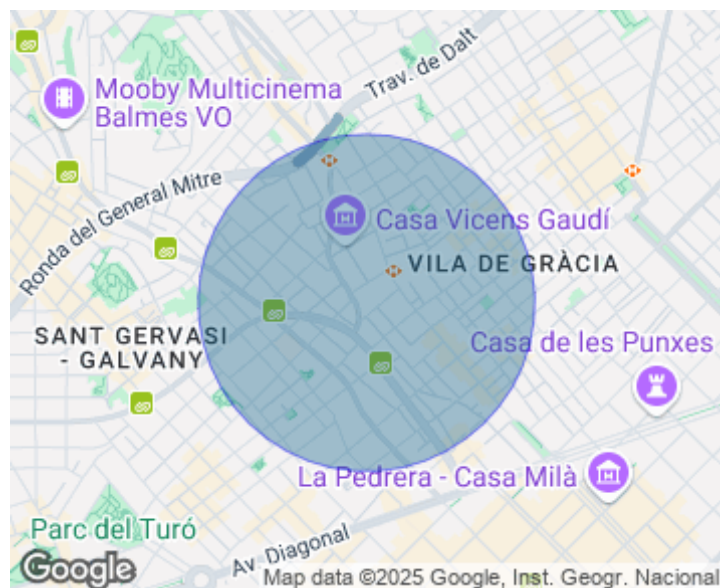 Mooby Multicinema
Balmes VO
Trav. de Dalt
Ronda del General Mitre
Casa Vicens Gaudí
VILA DE GRÀCIA
SANT GERVASI
- GALVANY
Casa de les Punxes
La Pedrera - Casa Milà
Parc del Turó
Av. Diagonal
Google
Map data ©2025 Google, Inst. Geogr. Nacional